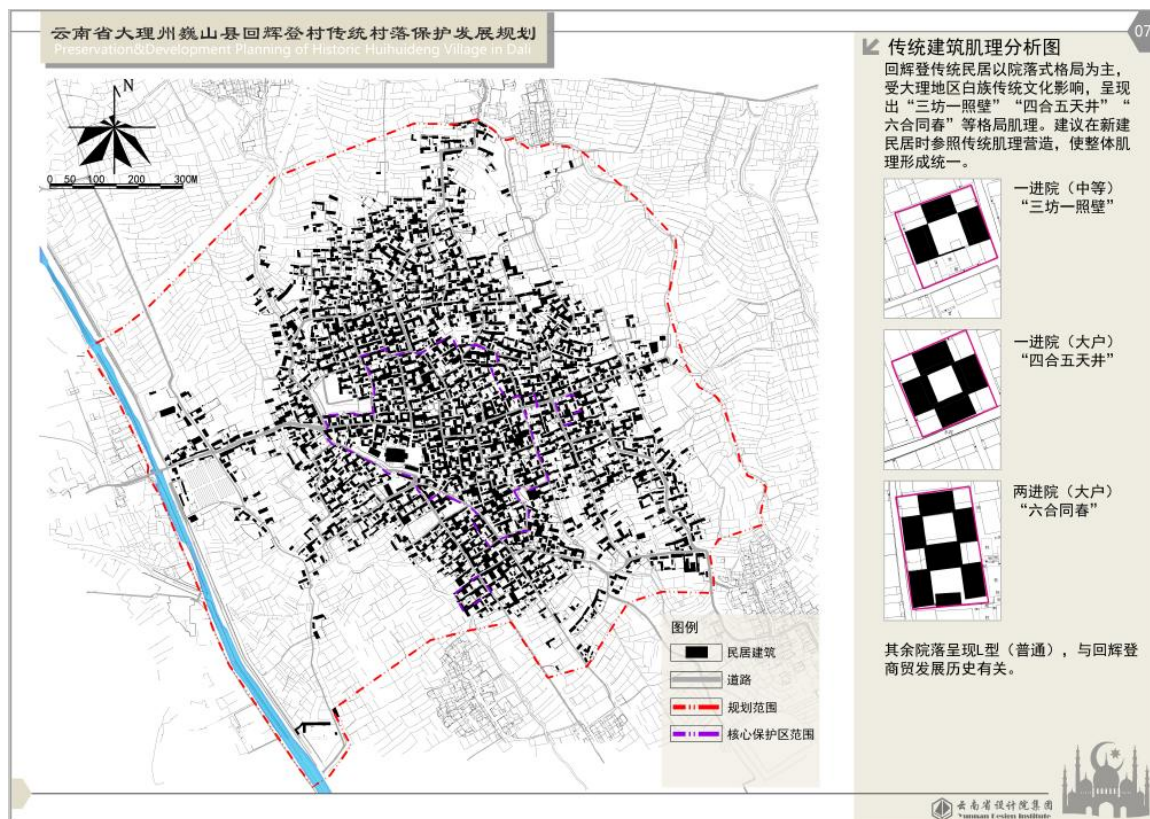 云南省大理州巍山县回辉登村传统村落保护发展规划
Preservation&Development Planning of Historic Huihuideng Village in Dali
07
传统建筑肌理分析图
回辉登传统民居以院落式格局为主，
受大理地区白族传统文化影响，呈现
出“三坊一照壁”“四合五天井”“
六合同春”等格局肌理。建议在新建
民居时参照传统肌理营造，使整体肌
理形成统一。
N
0 50 100 200 300M
一进院（中等）
“三坊一照壁”
一进院（大户）
“四合五天井”
两进院（大户）
“六合同春”
其余院落呈现L型（普通），与回辉登
商贸发展历史有关。
图例
民居建筑
道路
规划范围
核心保护区范围
云南省设计院集团
Yunnan Design Institute